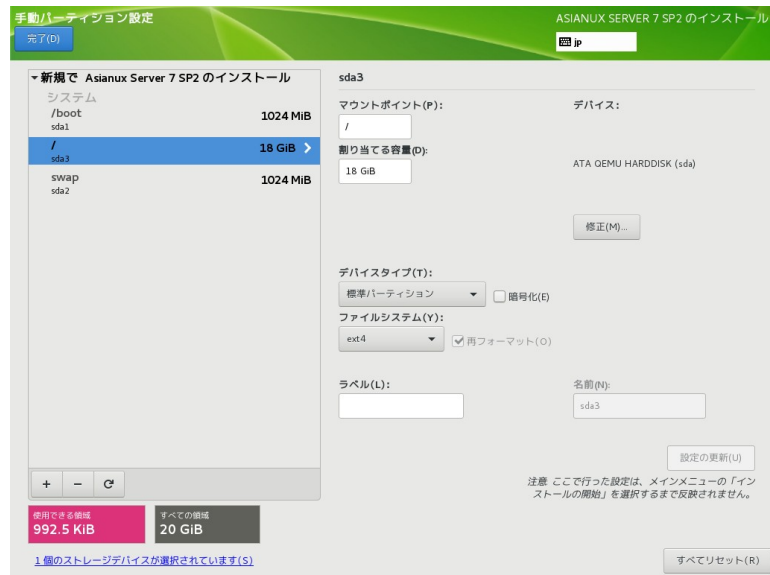 手動パーティション設定
完了(D)
ASIANUX SERVER 7 SP2 のインストール
jp
新規で Asianux Server 7 SP2 のインストール
システム
/boot
sda1
1024 MiB
/
sda3
18 GiB
swap
sda2
1024 MiB
sda3
マウントポイント(P):
/
割り当てる容量(D):
18 GiB
デバイス:
ATA QEMU HARDDISK (sda)
修正(M)...
デバイスタイプ(T):
標準パーティション
暗号化(E)
ファイルシステム(Y):
ext4
再フォーマット(O)
ラベル(L):
名前(N):
sda3
設定の更新(U)
注意 ここで行った設定は、メインメニューの「イン
ストールの開始」を選択するまで反映されません。
+ −
使用できる領域
992.5 KiB
すべての領域
20 GiB
1 個のストレージデバイスが選択されています(S)
すべてリセット(R)